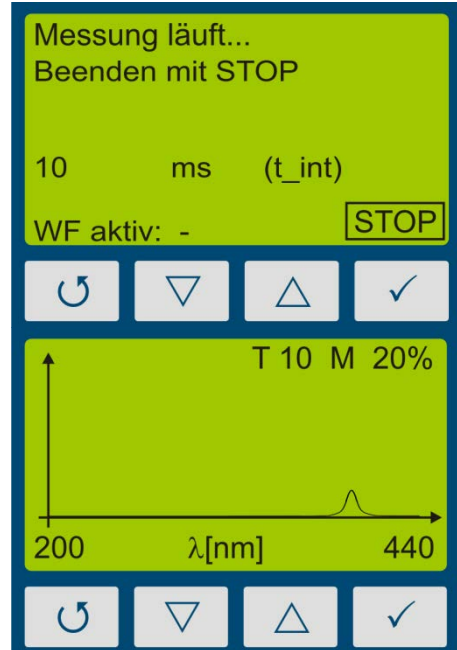 Messung läuft...
Beenden mit STOP
10 ms (t_int)
WF aktiv: - STOP
T 10 M 20%
200 λ[nm] 440